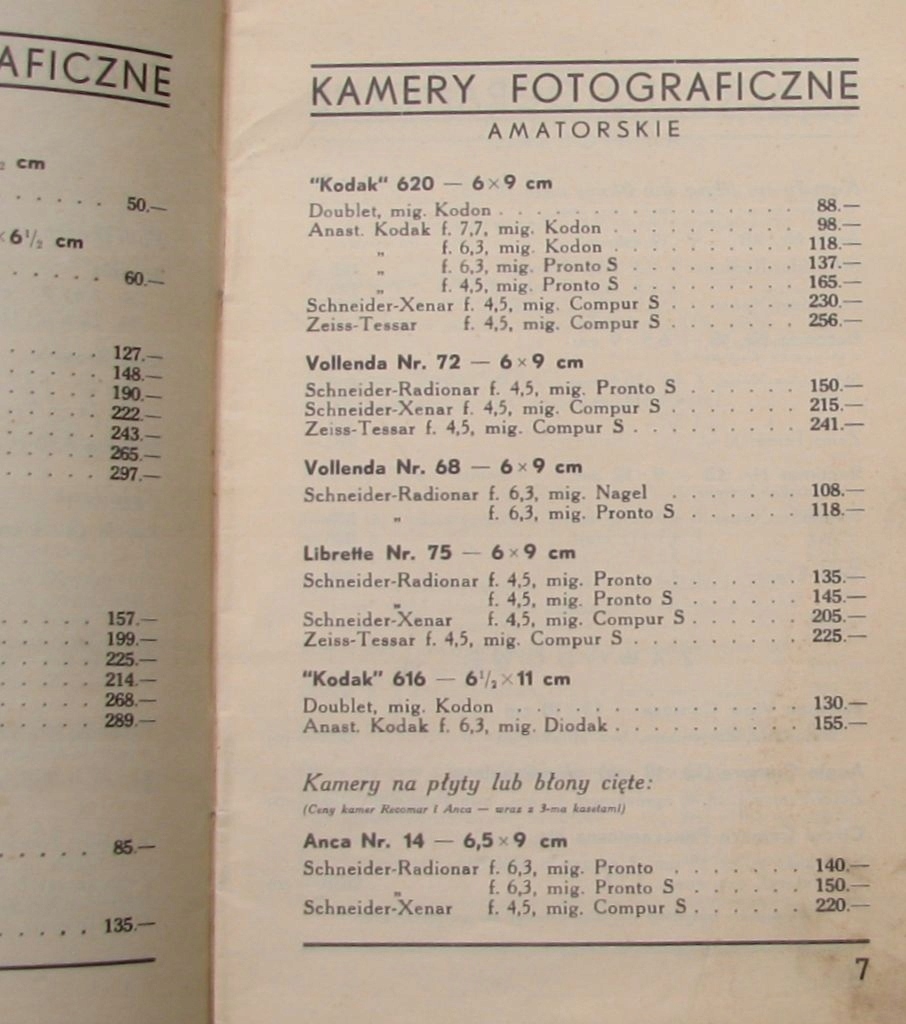 AFICZNE
½ cm
. . . . . 50.—
×6½ cm
. . . . . 60.—
. . . . . 127.—
. . . . . 148.—
. . . . . 190.—
. . . . . 222.—
. . . . . 243.—
. . . . . 265.—
. . . . . 297.—
. . . . . 157.—
. . . . . 199.—
. . . . . 225.—
. . . . . 214.—
. . . . . 268.—
. . . . . 289.—
. . . . . 85.—
. . . . . 135.—
KAMERY FOTOGRAFICZNE
AMATORSKIE
"Kodak" 620 — 6×9 cm
Doublet, mig. Kodon . . . . . . . . . . . . . . . 88.—
Anast. Kodak f. 7,7, mig. Kodon . . . . . . . . . . 98.—
„ f. 6,3, mig. Kodon . . . . . . . . . . 118.—
„ f. 6,3, mig. Pronto S . . . . . . . . . 137.—
„ f. 4,5, mig. Pronto S . . . . . . . . . 165.—
Schneider-Xenar f. 4,5, mig. Compur S . . . . . . . 230.—
Zeiss-Tessar f. 4,5, mig. Compur S . . . . . . . 256.—
Vollenda Nr. 72 — 6×9 cm
Schneider-Radionar f. 4,5, mig. Pronto S . . . . . . 150.—
Schneider-Xenar f. 4,5, mig. Compur S . . . . . . . 215.—
Zeiss-Tessar f. 4,5, mig. Compur S . . . . . . . . . 241.—
Vollenda Nr. 68 — 6×9 cm
Schneider-Radionar f. 6,3, mig. Nagel . . . . . . . 108.—
„ f. 6,3, mig. Pronto S . . . . . . 118.—
Librette Nr. 75 — 6×9 cm
Schneider-Radionar f. 4,5, mig. Pronto . . . . . . . 135.—
„ f. 4,5, mig. Pronto S . . . . . . 145.—
Schneider-Xenar f. 4,5, mig. Compur S . . . . . . 205.—
Zeiss-Tessar f. 4,5, mig. Compur S . . . . . . . . . 225.—
"Kodak" 616 — 6½×11 cm
Doublet, mig. Kodon . . . . . . . . . . . . . . 130.—
Anast. Kodak f. 6,3, mig. Diodak . . . . . . . . . . 155.—
Kamery na płyty lub błony cięte:
(Ceny kamer Recomar i Anca — wraz z 3-ma kasetami)
Anca Nr. 14 — 6,5×9 cm
Schneider-Radionar f. 6,3, mig. Pronto . . . . . . . 140.—
„ f. 6,3, mig. Pronto S . . . . . . 150.—
Schneider-Xenar f. 4,5, mig. Compur S . . . . . . 220.—
7